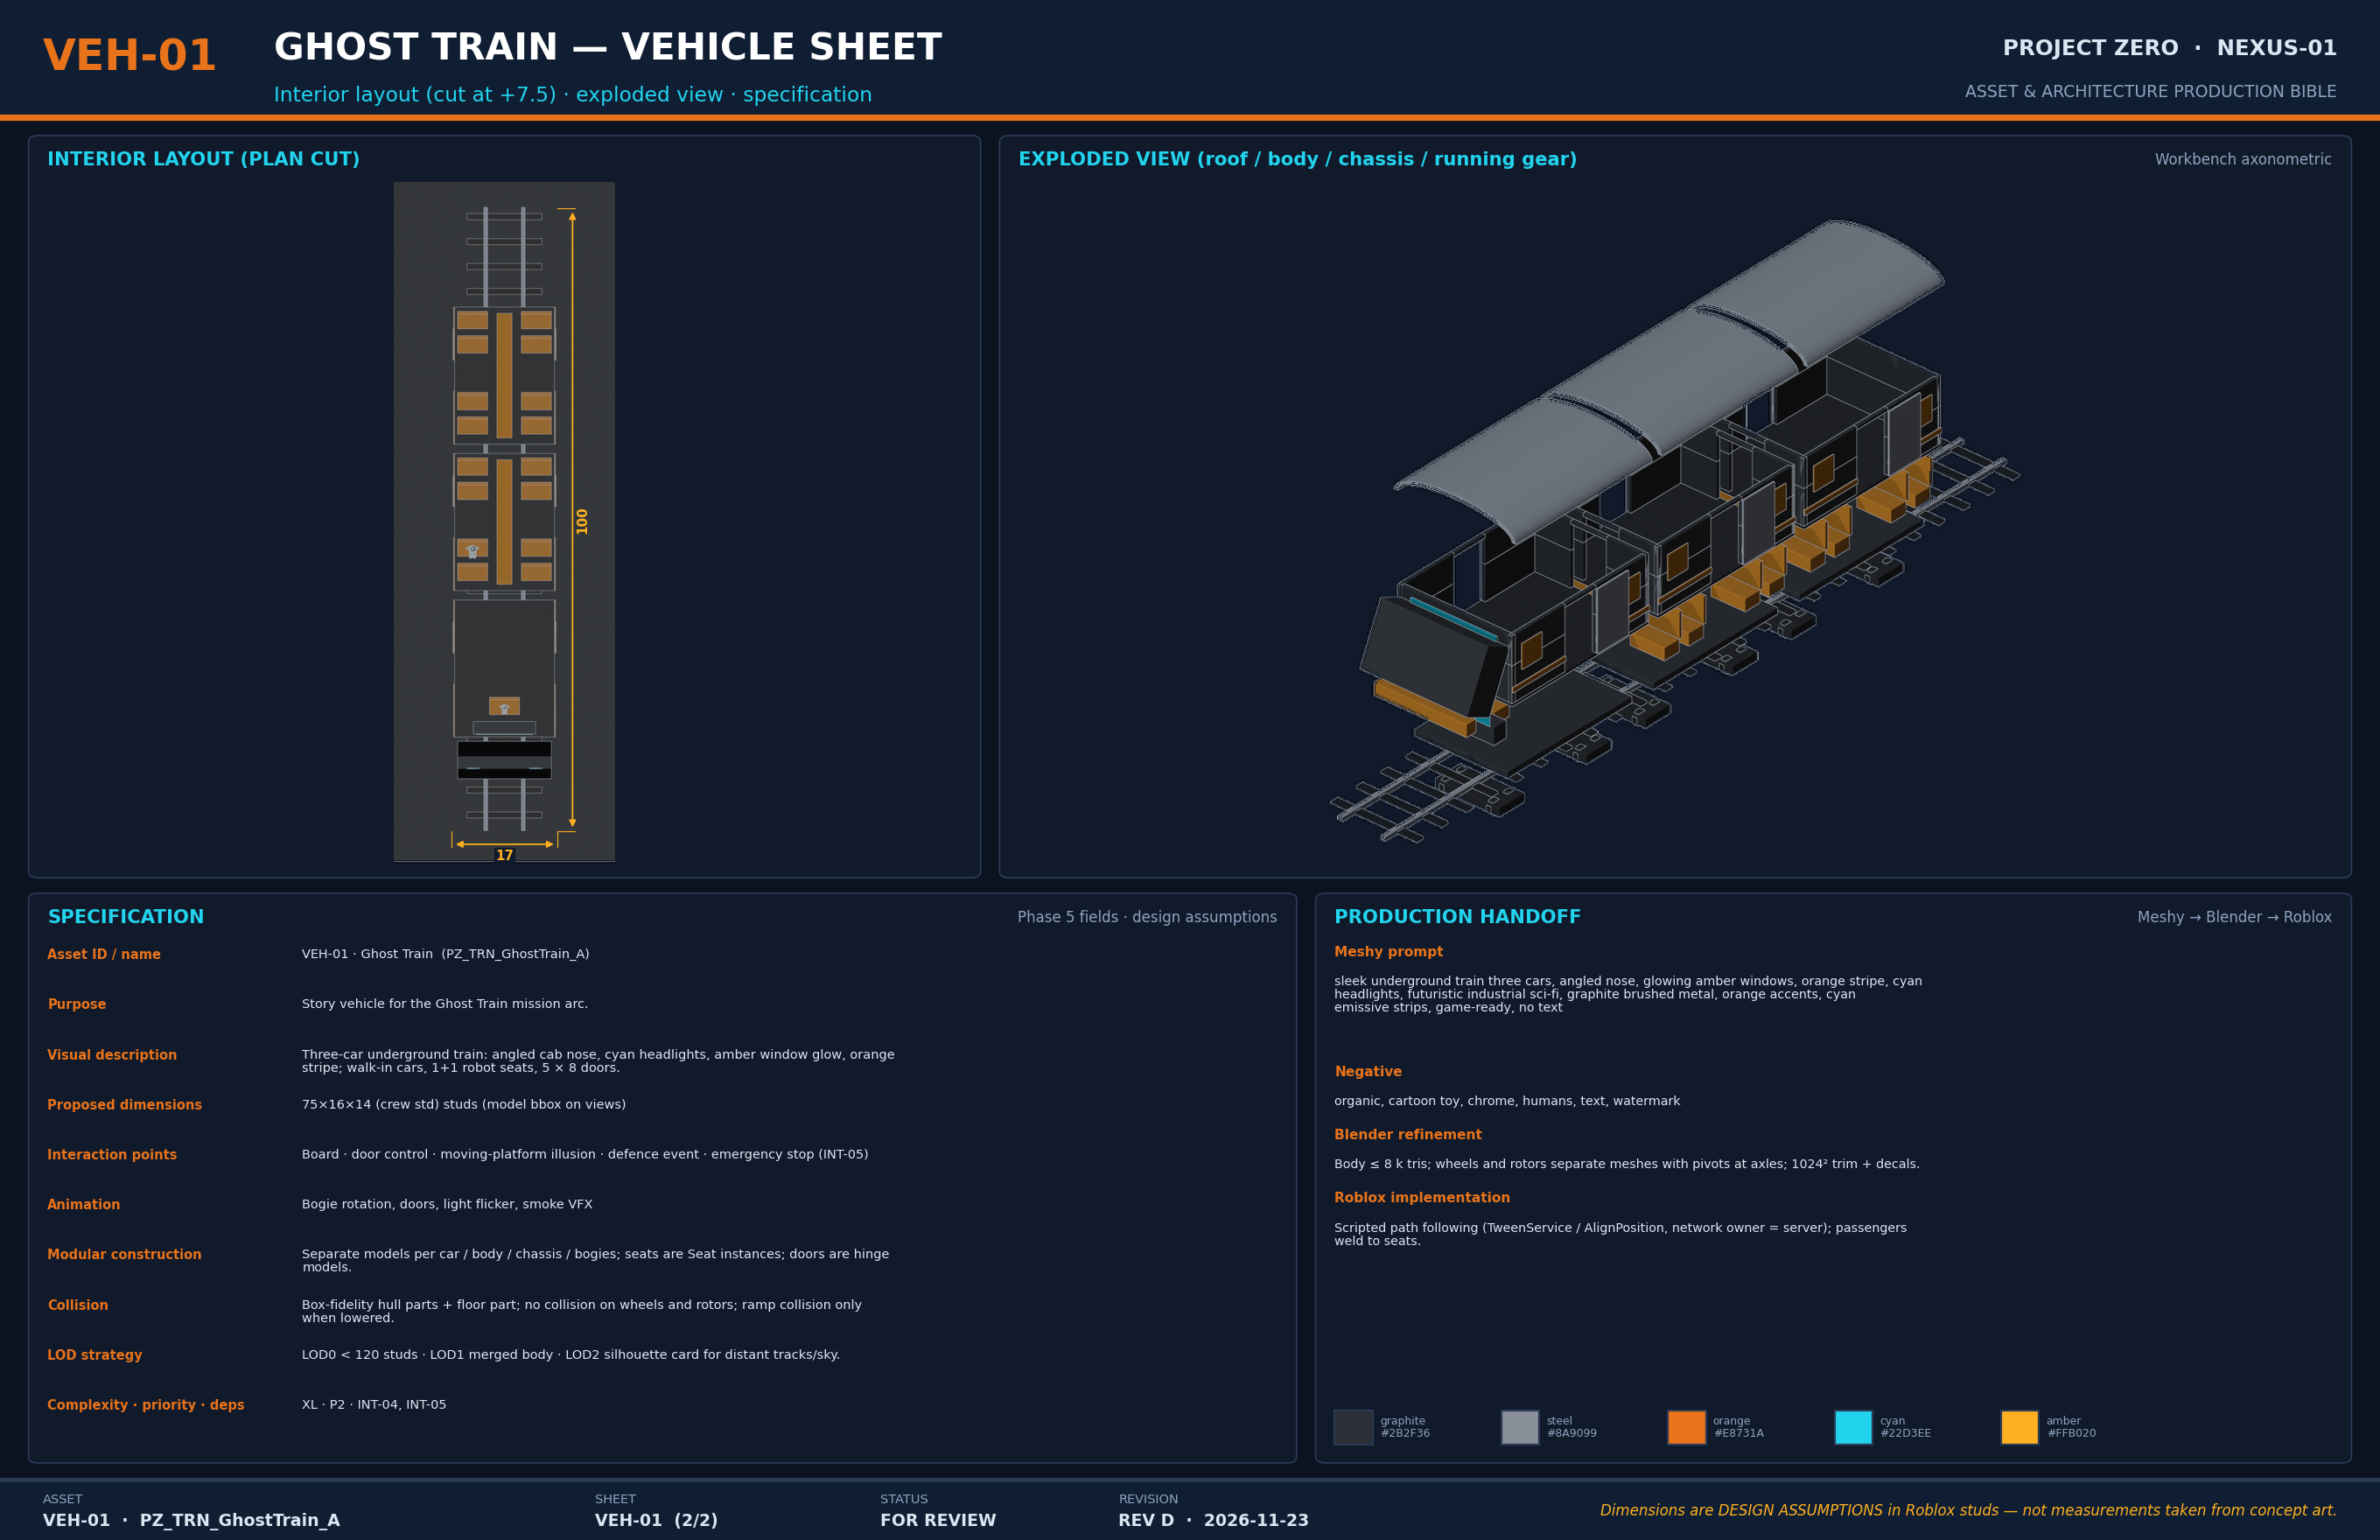 VEH-01
GHOST TRAIN — VEHICLE SHEET
Interior layout (cut at +7.5) · exploded view · specification
PROJECT ZERO · NEXUS-01
ASSET & ARCHITECTURE PRODUCTION BIBLE
INTERIOR LAYOUT (PLAN CUT)
100
17
EXPLODED VIEW (roof / body / chassis / running gear)
Workbench axonometric
SPECIFICATION
Phase 5 fields · design assumptions
Asset ID / name
VEH-01 · Ghost Train (PZ_TRN_GhostTrain_A)
Purpose
Story vehicle for the Ghost Train mission arc.
Visual description
Three-car underground train: angled cab nose, cyan headlights, amber window glow, orange
stripe; walk-in cars, 1+1 robot seats, 5 × 8 doors.
Proposed dimensions
75×16×14 (crew std) studs (model bbox on views)
Interaction points
Board · door control · moving-platform illusion · defence event · emergency stop (INT-05)
Animation
Bogie rotation, doors, light flicker, smoke VFX
Modular construction
Separate models per car / body / chassis / bogies; seats are Seat instances; doors are hinge
models.
Collision
Box-fidelity hull parts + floor part; no collision on wheels and rotors; ramp collision only
when lowered.
LOD strategy
LOD0 < 120 studs · LOD1 merged body · LOD2 silhouette card for distant tracks/sky.
Complexity · priority · deps
XL · P2 · INT-04, INT-05
PRODUCTION HANDOFF
Meshy → Blender → Roblox
Meshy prompt
sleek underground train three cars, angled nose, glowing amber windows, orange stripe, cyan
headlights, futuristic industrial sci-fi, graphite brushed metal, orange accents, cyan
emissive strips, game-ready, no text
Negative
organic, cartoon toy, chrome, humans, text, watermark
Blender refinement
Body ≤ 8 k tris; wheels and rotors separate meshes with pivots at axles; 1024² trim + decals.
Roblox implementation
Scripted path following (TweenService / AlignPosition, network owner = server); passengers
weld to seats.
graphite
#2B2F36
steel
#8A9099
orange
#E8731A
cyan
#22D3EE
amber
#FFB020
ASSET
VEH-01 · PZ_TRN_GhostTrain_A
SHEET
VEH-01 (2/2)
STATUS
FOR REVIEW
REVISION
REV D · 2026-11-23
Dimensions are DESIGN ASSUMPTIONS in Roblox studs — not measurements taken from concept art.